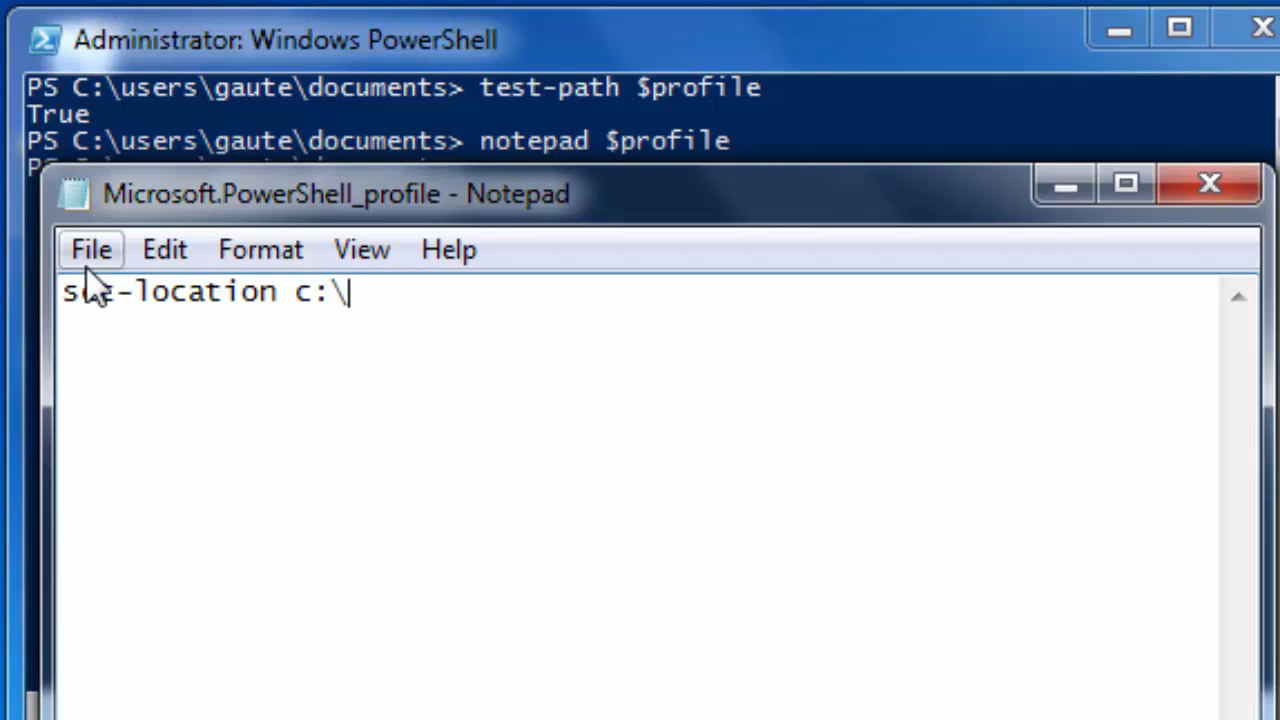 Administrator: Windows PowerShell
PS C:\users\gaute\documents> test-path $profile
True
PS C:\users\gaute\documents> notepad $profile
Microsoft.PowerShell_profile - Notepad
File Edit Format View Help
set-location c:\